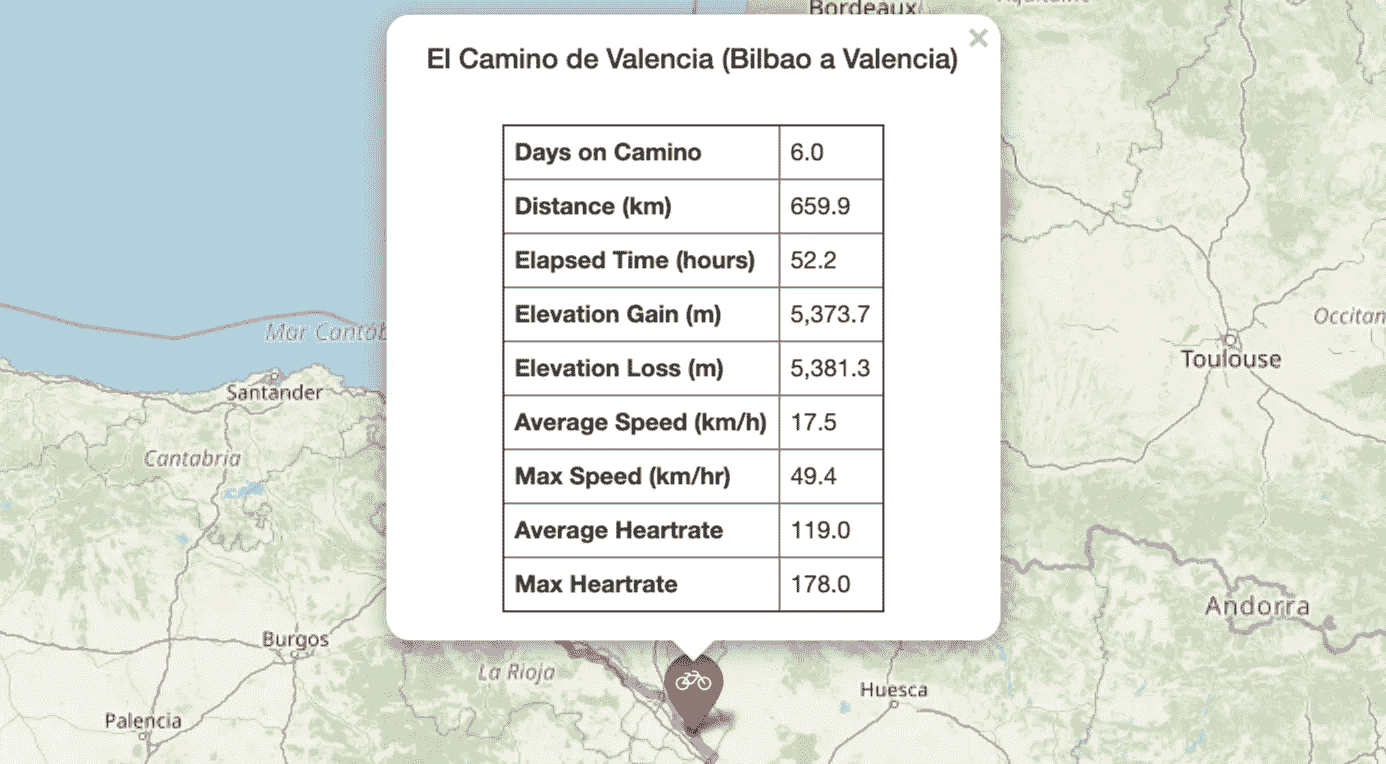 Bordeaux
×
El Camino de Valencia (Bilbao a Valencia)
Days on Camino 6.0
Distance (km) 659.9
Elapsed Time (hours) 52.2
Elevation Gain (m) 5,373.7
Elevation Loss (m) 5,381.3
Average Speed (km/h) 17.5
Max Speed (km/hr) 49.4
Average Heartrate 119.0
Max Heartrate 178.0
Mar Cantáb
Santander
Cantabria
Burgos
Palencia
La Rioja
Huesca
Toulouse
Occitan
Andorra